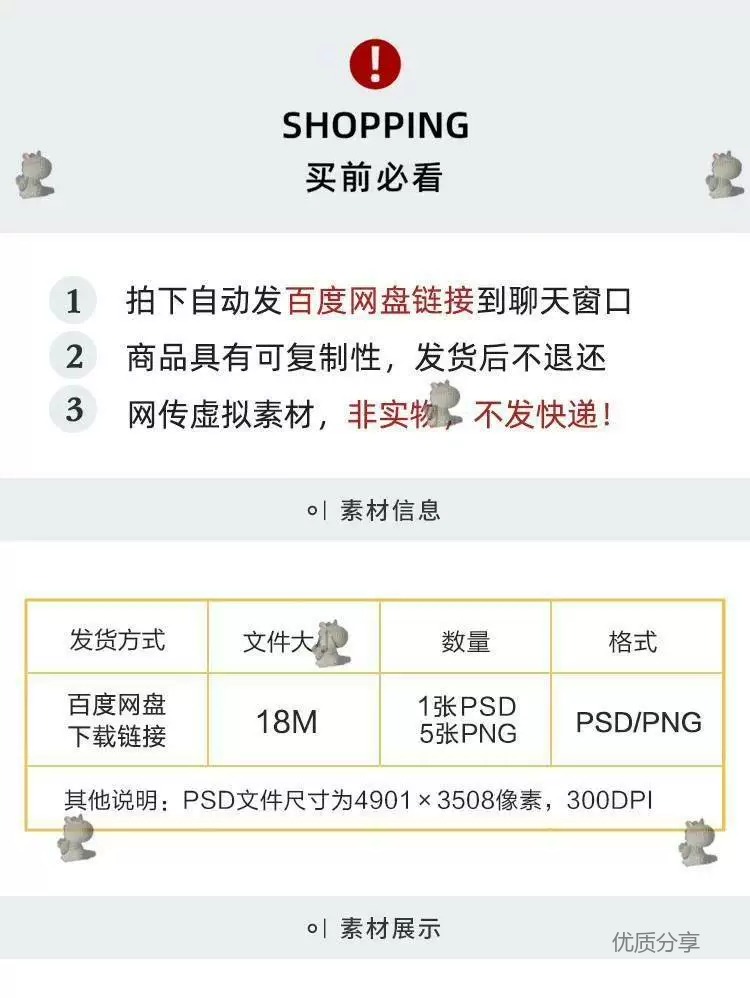 !
SHOPPING
买前必看
1 拍下自动发百度网盘链接到聊天窗口
2 商品具有可复制性，发货后不退还
3 网传虚拟素材，非实物，不发快递！
素材信息
发货方式 文件大小 数量 格式
百度网盘
下载链接
18M
1张PSD
5张PNG
PSD/PNG
其他说明：PSD文件尺寸为4901×3508像素，300DPI
素材展示
优质分享